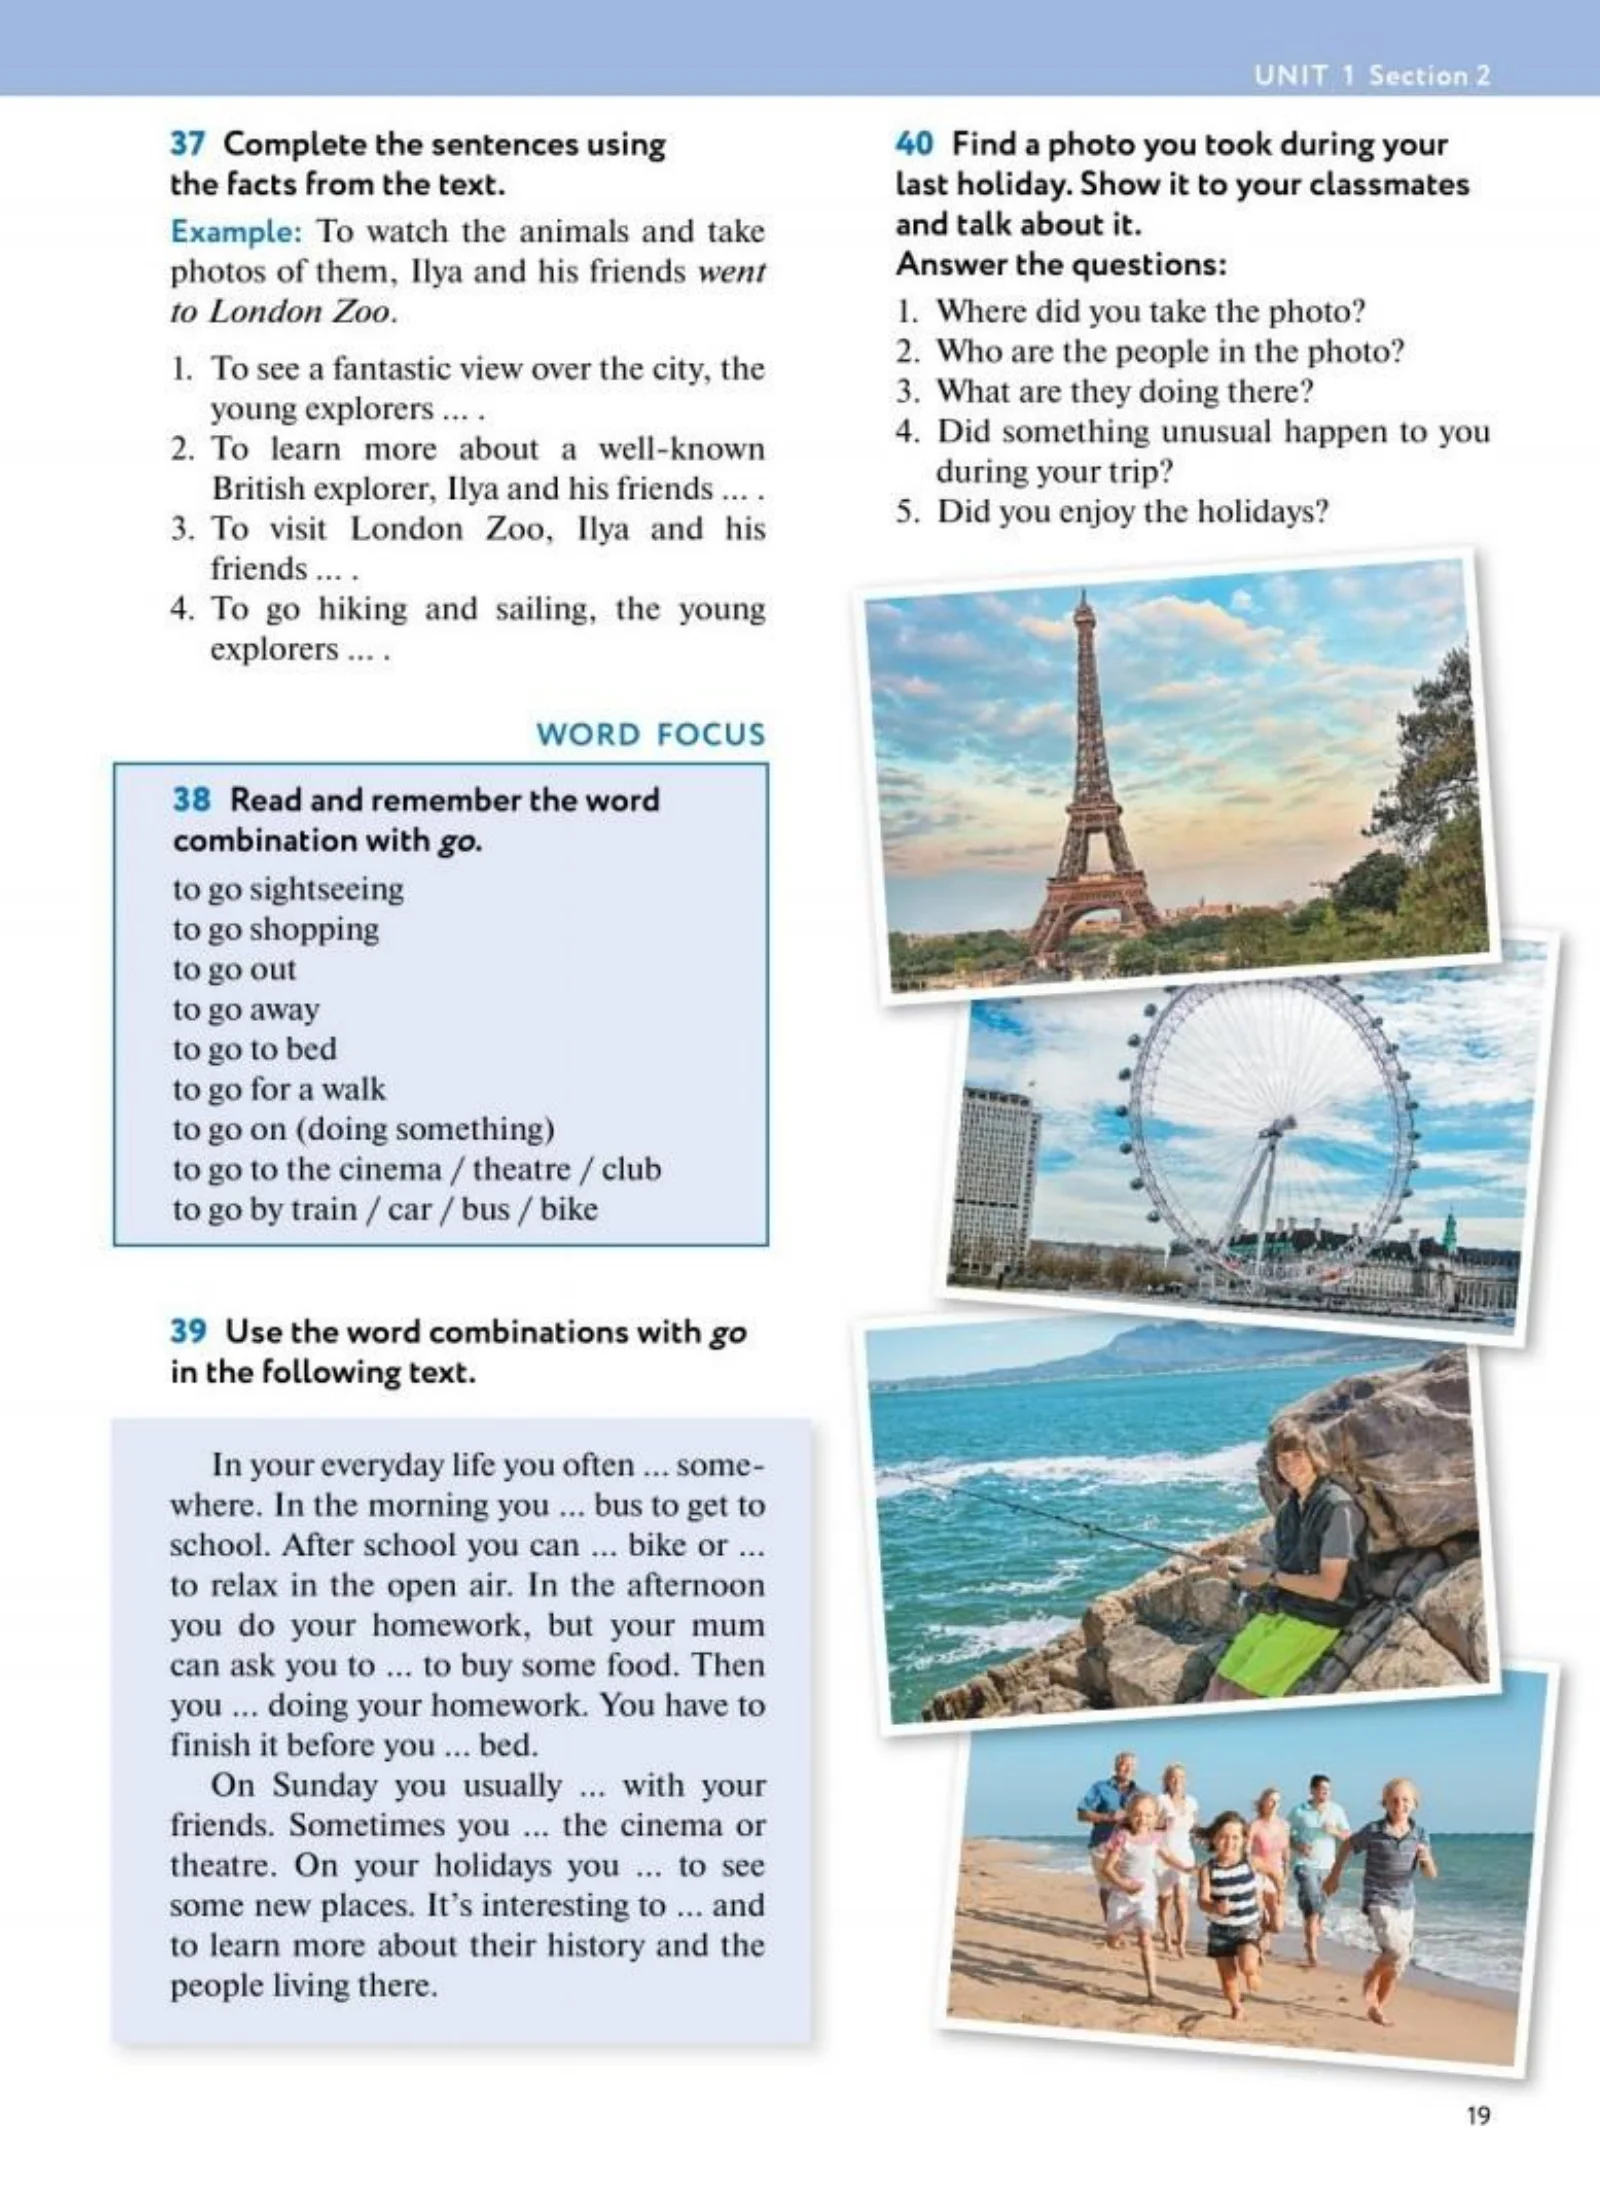 UNIT 1 Section 2
37 Complete the sentences using
the facts from the text.
Example: To watch the animals and take
photos of them, Ilya and his friends went
to London Zoo.
1. To see a fantastic view over the city, the
young explorers ... .
2. To learn more about a well-known
British explorer, Ilya and his friends ... .
3. To visit London Zoo, Ilya and his
friends ... .
4. To go hiking and sailing, the young
explorers ... .
WORD FOCUS
38 Read and remember the word
combination with go.
to go sightseeing
to go shopping
to go out
to go away
to go to bed
to go for a walk
to go on (doing something)
to go to the cinema / theatre / club
to go by train / car / bus / bike
39 Use the word combinations with go
in the following text.
In your everyday life you often ... some-
where. In the morning you ... bus to get to
school. After school you can ... bike or ...
to relax in the open air. In the afternoon
you do your homework, but your mum
can ask you to ... to buy some food. Then
you ... doing your homework. You have to
finish it before you ... bed.
On Sunday you usually ... with your
friends. Sometimes you ... the cinema or
theatre. On your holidays you ... to see
some new places. It's interesting to ... and
to learn more about their history and the
people living there.
40 Find a photo you took during your
last holiday. Show it to your classmates
and talk about it.
Answer the questions:
1. Where did you take the photo?
2. Who are the people in the photo?
3. What are they doing there?
4. Did something unusual happen to you
during your trip?
5. Did you enjoy the holidays?
19